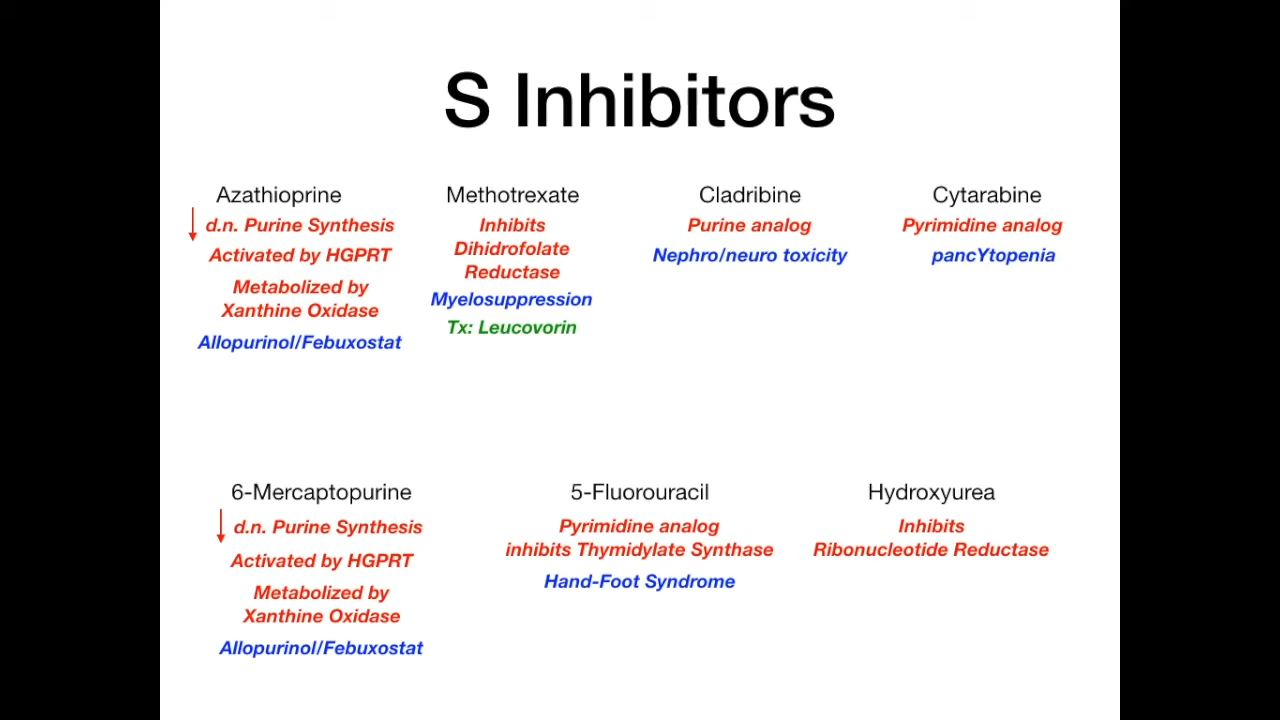 S Inhibitors
Azathioprine
d.n. Purine Synthesis
Activated by HGPRT
Metabolized by
Xanthine Oxidase
Allopurinol/Febuxostat
Methotrexate
Inhibits
Dihidrofolate
Reductase
Myelosuppression
Tx: Leucovorin
Cladribine
Purine analog
Nephro/neuro toxicity
Cytarabine
Pyrimidine analog
pancYtopenia
6-Mercaptopurine
d.n. Purine Synthesis
Activated by HGPRT
Metabolized by
Xanthine Oxidase
Allopurinol/Febuxostat
5-Fluorouracil
Pyrimidine analog
inhibits Thymidylate Synthase
Hand-Foot Syndrome
Hydroxyurea
Inhibits
Ribonucleotide Reductase